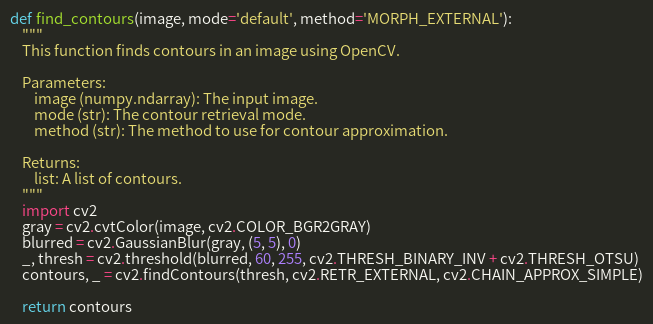 def find_contours(image, mode='default', method='MORPH_EXTERNAL'):
"""
This function finds contours in an image using OpenCV.
Parameters:
image (numpy.ndarray): The input image.
mode (str): The contour retrieval mode.
method (str): The method to use for contour approximation.
Returns:
list: A list of contours.
"""
import cv2
gray = cv2.cvtColor(image, cv2.COLOR_BGR2GRAY)
blurred = cv2.GaussianBlur(gray, (5, 5), 0)
_, thresh = cv2.threshold(blurred, 60, 255, cv2.THRESH_BINARY_INV + cv2.THRESH_OTSU)
contours, _ = cv2.findContours(thresh, cv2.RETR_EXTERNAL, cv2.CHAIN_APPROX_SIMPLE)
return contours